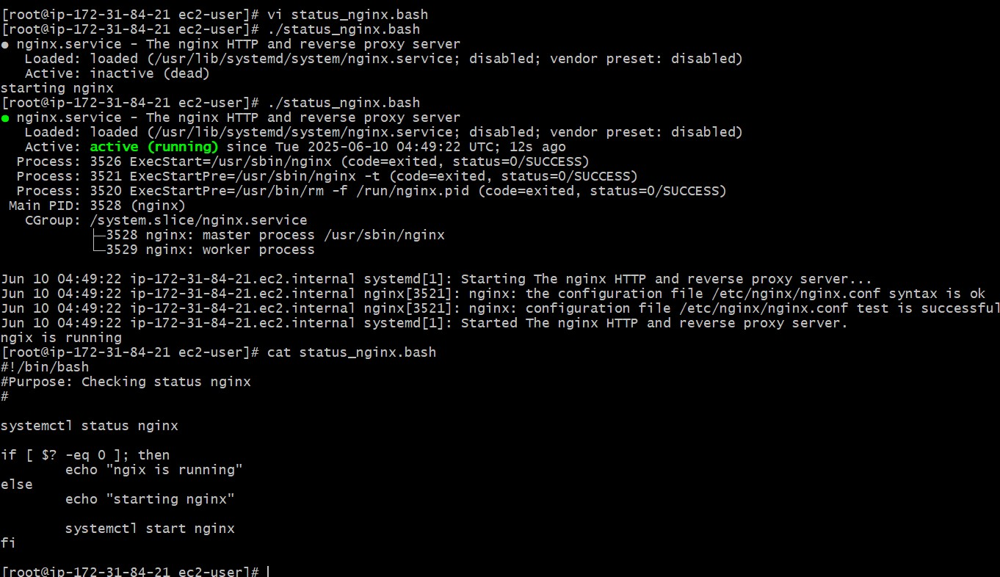 [root@ip-172-31-84-21 ec2-user]# vi status_nginx.bash
[root@ip-172-31-84-21 ec2-user]# ./status_nginx.bash
● nginx.service - The nginx HTTP and reverse proxy server
   Loaded: loaded (/usr/lib/systemd/system/nginx.service; disabled; vendor preset: disabled)
   Active: inactive (dead)
starting nginx
[root@ip-172-31-84-21 ec2-user]# ./status_nginx.bash
● nginx.service - The nginx HTTP and reverse proxy server
   Loaded: loaded (/usr/lib/systemd/system/nginx.service; disabled; vendor preset: disabled)
   Active: active (running) since Tue 2025-06-10 04:49:22 UTC; 12s ago
  Process: 3526 ExecStart=/usr/sbin/nginx (code=exited, status=0/SUCCESS)
  Process: 3521 ExecStartPre=/usr/sbin/nginx -t (code=exited, status=0/SUCCESS)
  Process: 3520 ExecStartPre=/usr/bin/rm -f /run/nginx.pid (code=exited, status=0/SUCCESS)
 Main PID: 3528 (nginx)
   CGroup: /system.slice/nginx.service
           ├─3528 nginx: master process /usr/sbin/nginx
           └─3529 nginx: worker process

Jun 10 04:49:22 ip-172-31-84-21.ec2.internal systemd[1]: Starting The nginx HTTP and reverse proxy server...
Jun 10 04:49:22 ip-172-31-84-21.ec2.internal nginx[3521]: nginx: the configuration file /etc/nginx/nginx.conf syntax is ok
Jun 10 04:49:22 ip-172-31-84-21.ec2.internal nginx[3521]: nginx: configuration file /etc/nginx/nginx.conf test is successful
Jun 10 04:49:22 ip-172-31-84-21.ec2.internal systemd[1]: Started The nginx HTTP and reverse proxy server.
ngix is running
[root@ip-172-31-84-21 ec2-user]# cat status_nginx.bash
#!/bin/bash
#Purpose: Checking status nginx
#

systemctl status nginx

if [ $? -eq 0 ]; then
        echo "ngix is running"
else
        echo "starting nginx"

        systemctl start nginx
fi

[root@ip-172-31-84-21 ec2-user]#